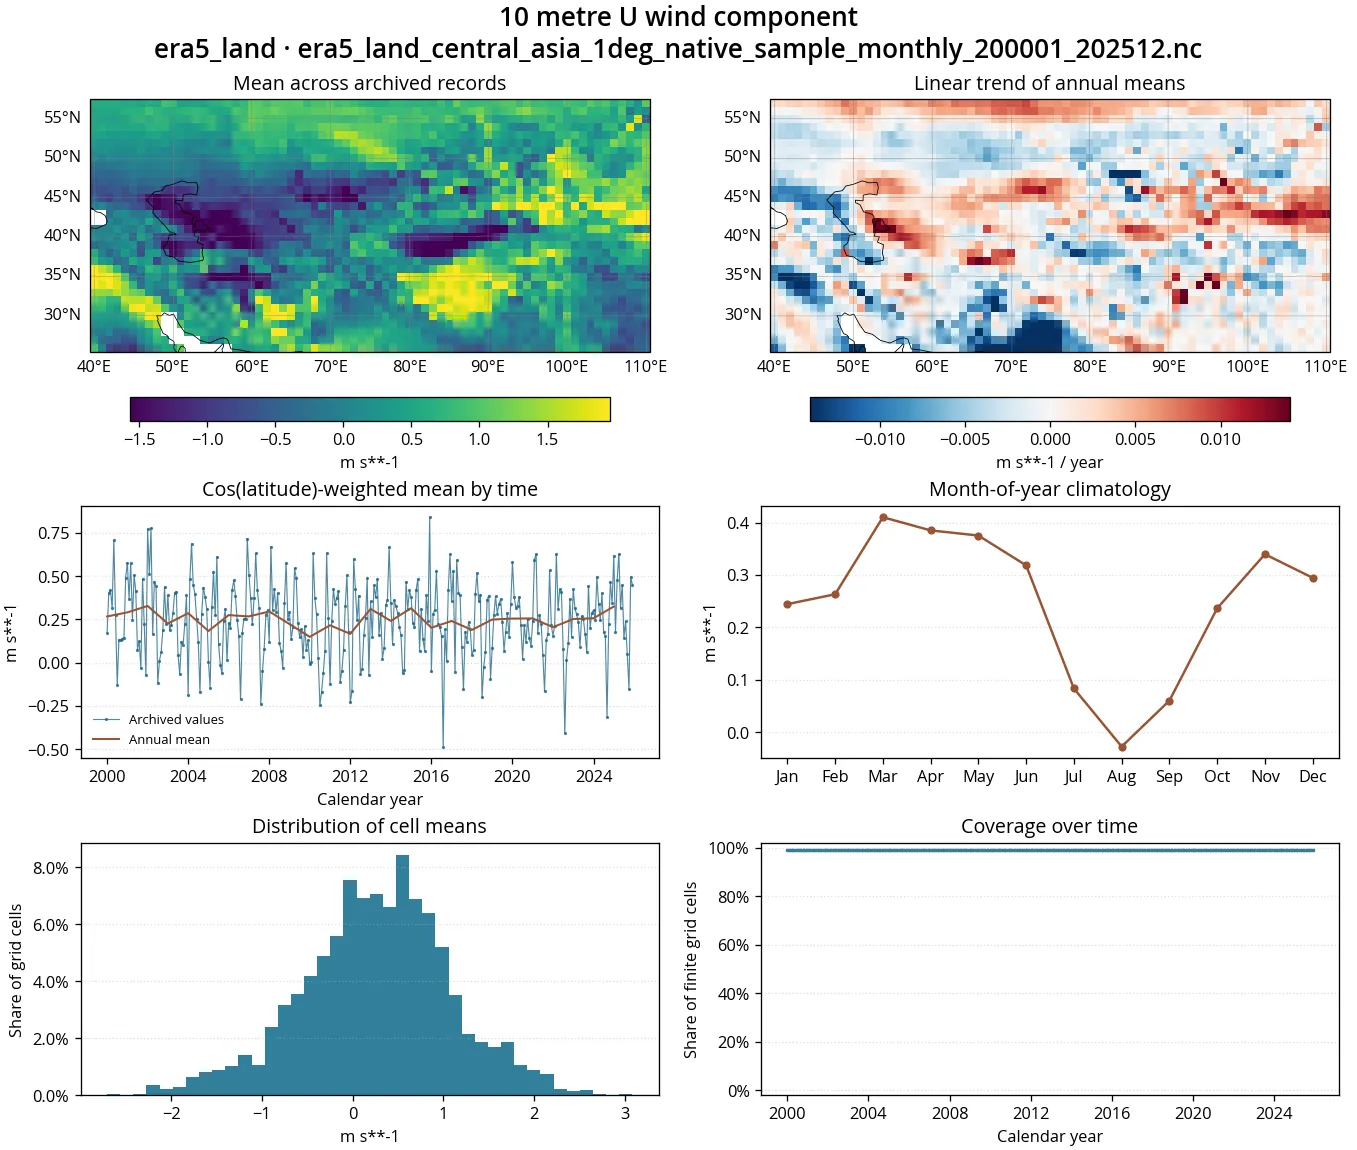 10 metre U wind component
era5_land · era5_land_central_asia_1deg_native_sample_monthly_200001_202512.nc
Mean across archived records
Linear trend of annual means
55°N
50°N
45°N
40°N
35°N
30°N
40°E 50°E 60°E 70°E 80°E 90°E 100°E 110°E
55°N
50°N
45°N
40°N
35°N
30°N
40°E 50°E 60°E 70°E 80°E 90°E 100°E 110°E
−1.5 −1.0 −0.5 0.0 0.5 1.0 1.5
m s**-1
−0.010 −0.005 0.000 0.005 0.010
m s**-1 / year
Cos(latitude)-weighted mean by time
m s**-1
0.75
0.50
0.25
0.00
−0.25
−0.50
Archived values
Annual mean
2000 2004 2008 2012 2016 2020 2024
Calendar year
Month-of-year climatology
m s**-1
0.4
0.3
0.2
0.1
0.0
Jan Feb Mar Apr May Jun Jul Aug Sep Oct Nov Dec
Distribution of cell means
Share of grid cells
8.0%
6.0%
4.0%
2.0%
0.0%
−2 −1 0 1 2 3
m s**-1
Coverage over time
Share of finite grid cells
100%
80%
60%
40%
20%
0%
2000 2004 2008 2012 2016 2020 2024
Calendar year